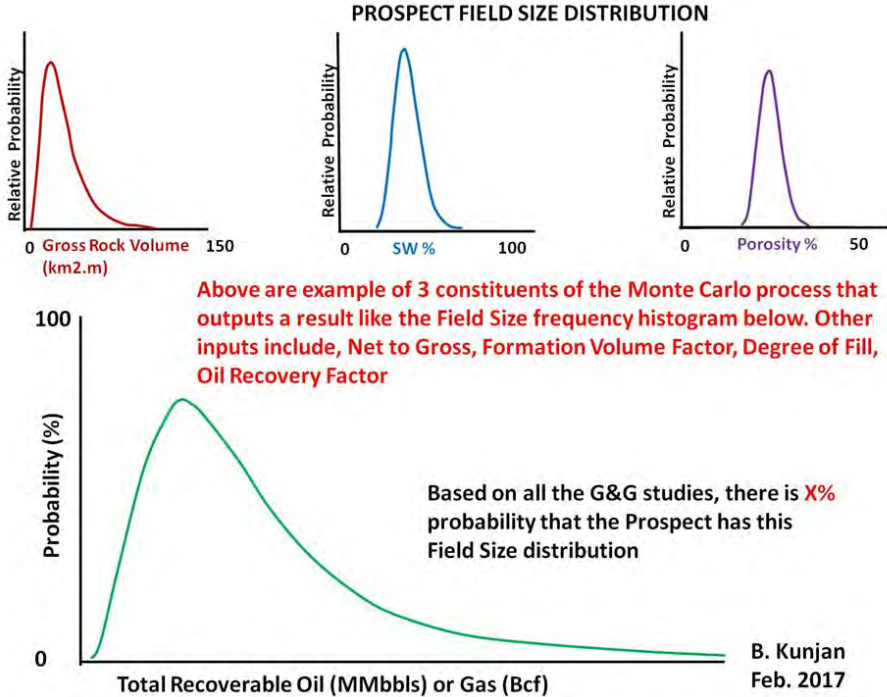 PROSPECT FIELD SIZE DISTRIBUTION
Relative Probability
0
Gross Rock Volume
(km2.m)
150
Relative Probability
0
SW %
100
Relative Probability
0
Porosity %
50
Above are example of 3 constituents of the Monte Carlo process that
outputs a result like the Field Size frequency histogram below. Other
inputs include, Net to Gross, Formation Volume Factor, Degree of Fill,
Oil Recovery Factor
100
Probability (%)
0
Based on all the G&G studies, there is X%
probability that the Prospect has this
Field Size distribution
Total Recoverable Oil (MMbbls) or Gas (Bcf)
B. Kunjan
Feb. 2017